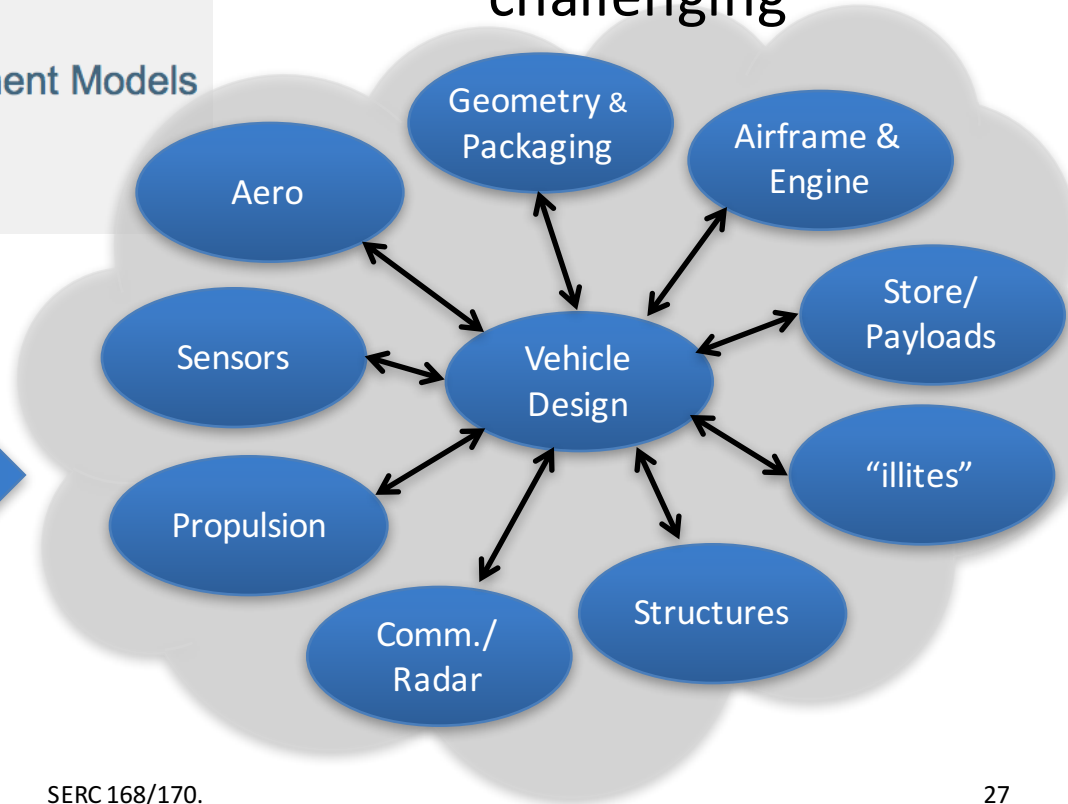 challenging
ent Models
Geometry &
Packaging
Airframe &
Engine
Aero
Store/
Payloads
Sensors
Vehicle
Design
“illites”
Propulsion
Structures
Comm./
Radar
SERC 168/170.
27